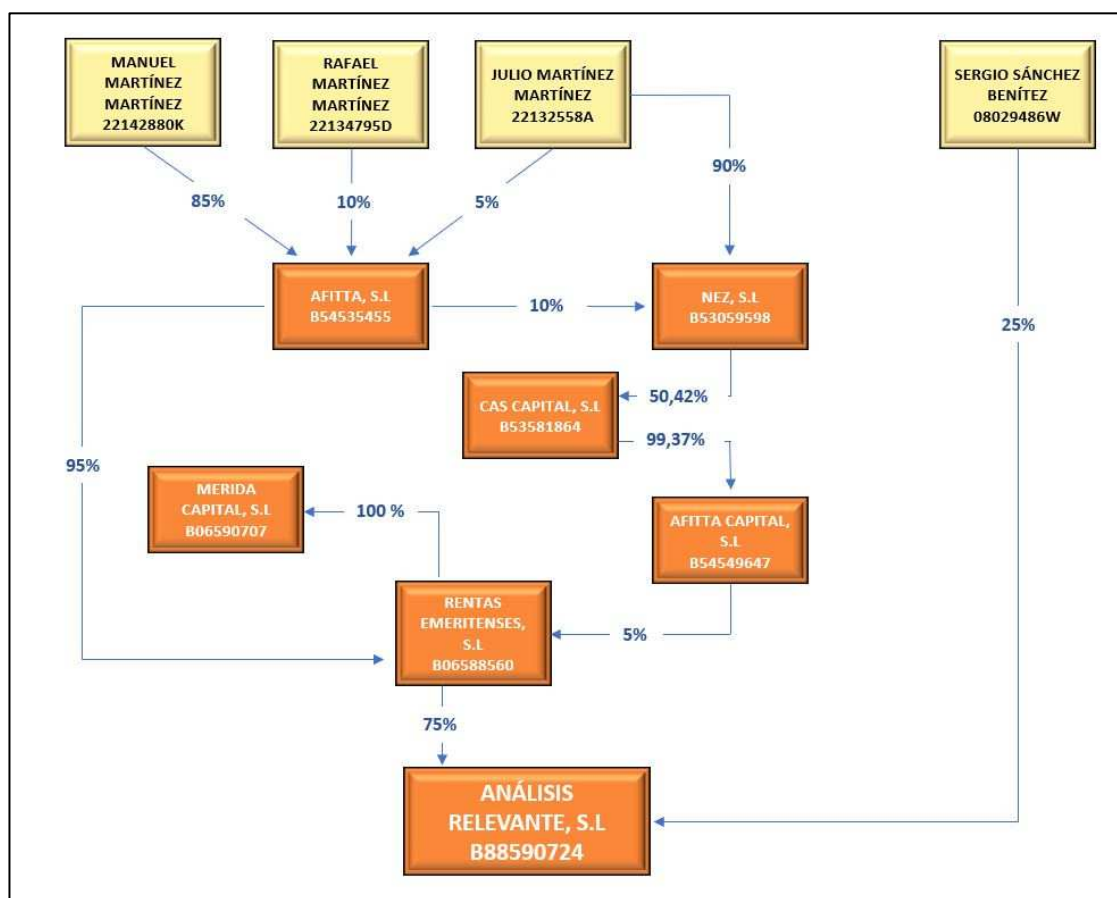 MANUEL
MARTÍNEZ
MARTÍNEZ
22142880K
RAFAEL
MARTÍNEZ
MARTÍNEZ
22134795D
JULIO MARTÍNEZ
MARTÍNEZ
22132558A
SERGIO SÁNCHEZ
BENÍTEZ
08029486W
85%
10%
5%
90%
AFITTA, S.L
B54535455
10%
NEZ, S.L
B53059598
25%
CAS CAPITAL, S.L
B53581864
50,42%
99,37%
95%
MERIDA
CAPITAL, S.L
B06590707
100 %
AFITTA CAPITAL,
S.L
B54549647
RENTAS
EMERITENSES,
S.L
B06588560
5%
75%
ANÁLISIS
RELEVANTE, S.L
B88590724